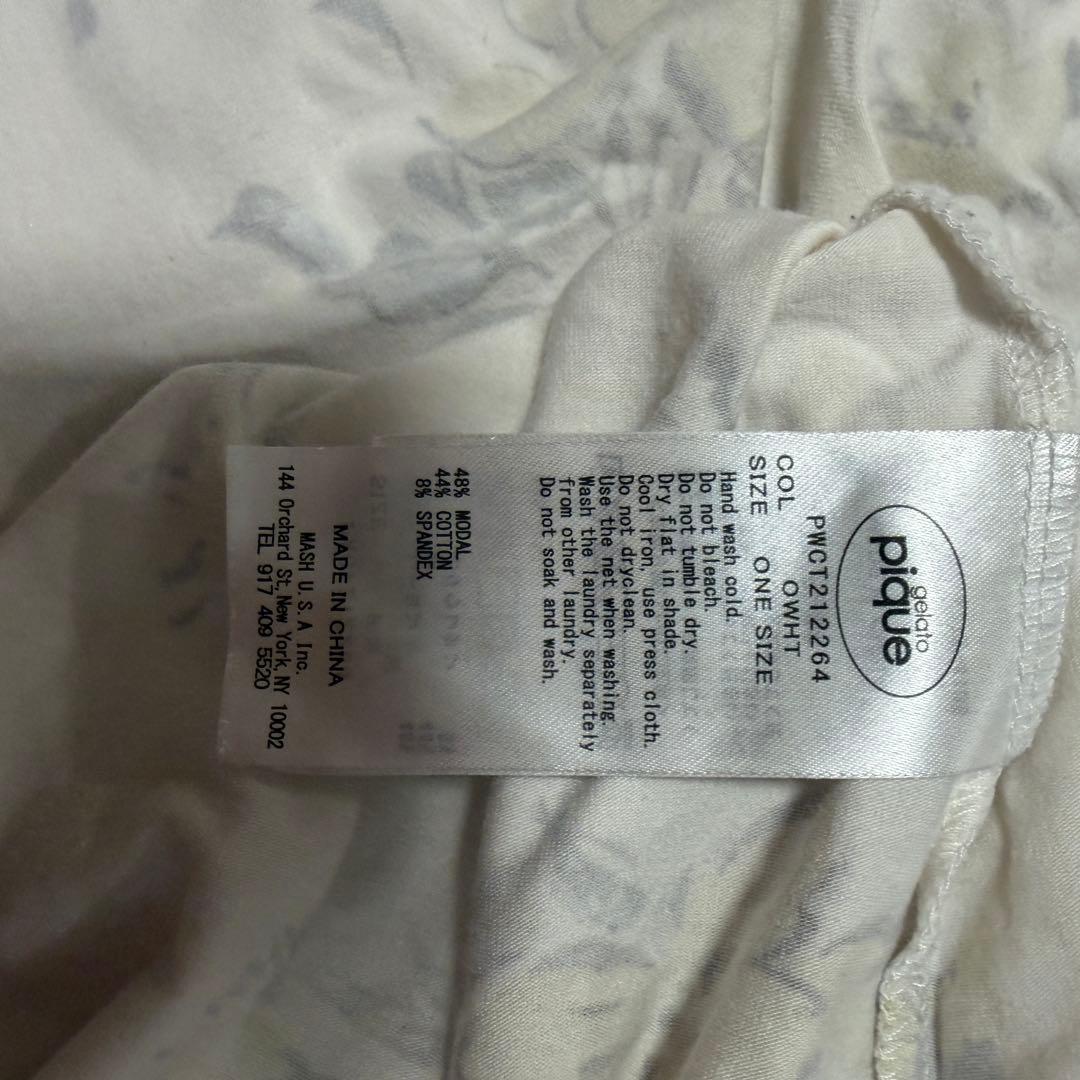 gelato
pique
PWCT212264
COL OWHT
SIZE ONE SIZE
Hand wash cold.
Do not bleach.
Do not tumble dry.
Dry flat in shade.
Cool iron, use press cloth.
Do not dryclean.
Use the net when washing.
Wash the laundry separately
from other laundry.
Do not soak and wash.
48% MODAL
44% COTTON
8% SPANDEX
MADE IN CHINA
MASH U.S.A Inc.
144 Orchard St, New York, NY 10002
TEL 917 409 5520